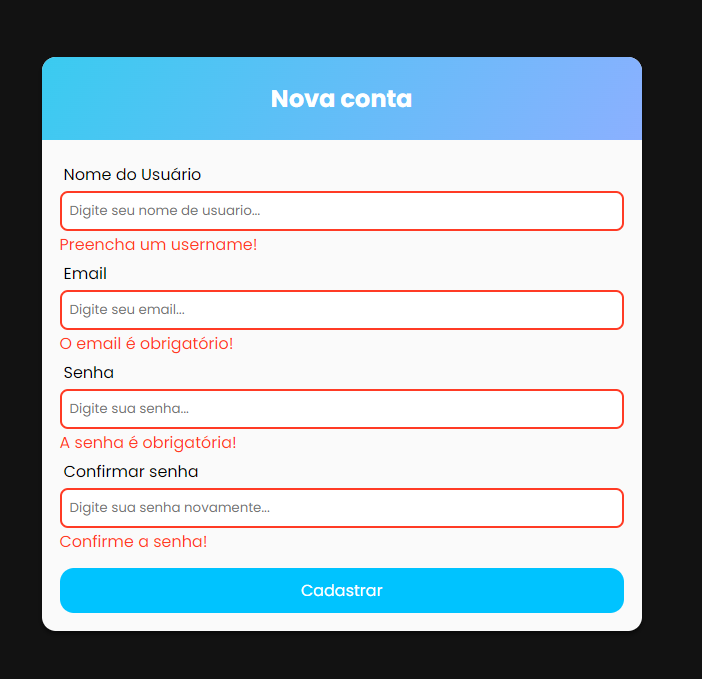 Nova conta
Nome do Usuário
Digite seu nome de usuario...
Preencha um username!
Email
Digite seu email...
O email é obrigatório!
Senha
Digite sua senha...
A senha é obrigatória!
Confirmar senha
Digite sua senha novamente...
Confirme a senha!
Cadastrar